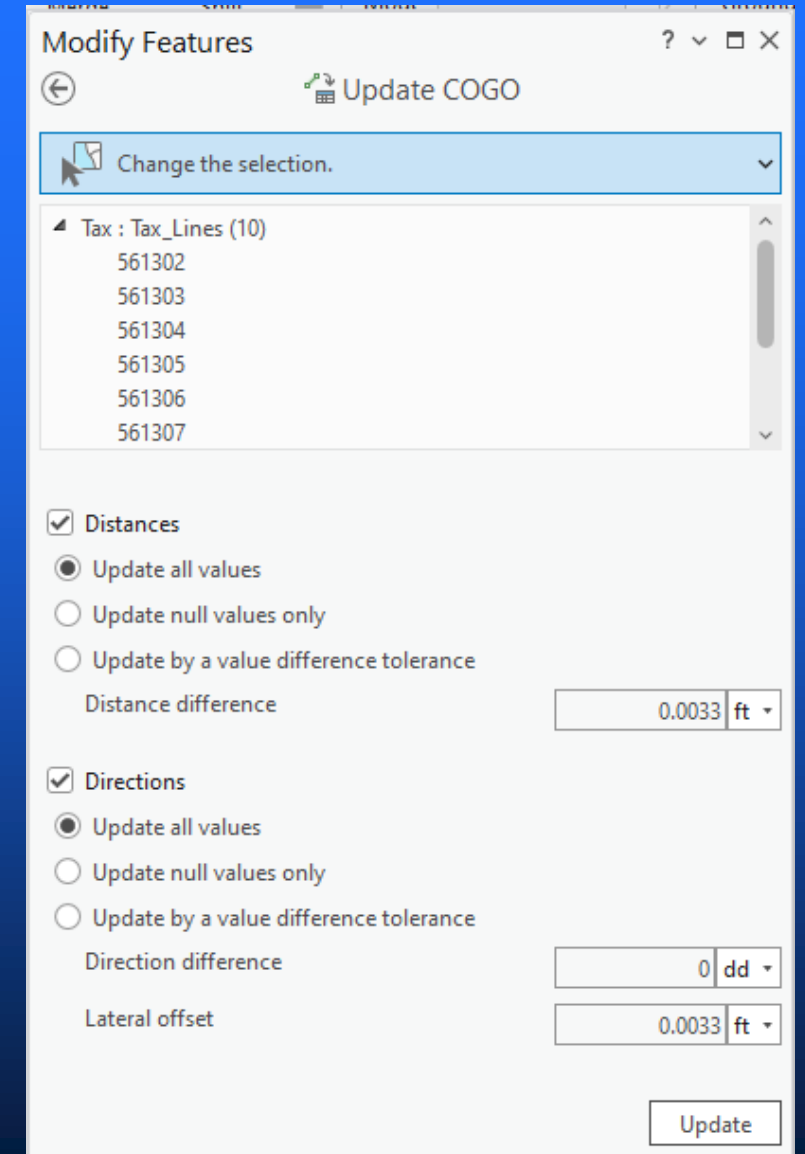 Modify Features
?
Update COGO
Change the selection.
Tax : Tax_Lines (10)
561302
561303
561304
561305
561306
561307
Distances
Update all values
Update null values only
Update by a value difference tolerance
Distance difference 0.0033 ft
Directions
Update all values
Update null values only
Update by a value difference tolerance
Direction difference 0 dd
Lateral offset 0.0033 ft
Update